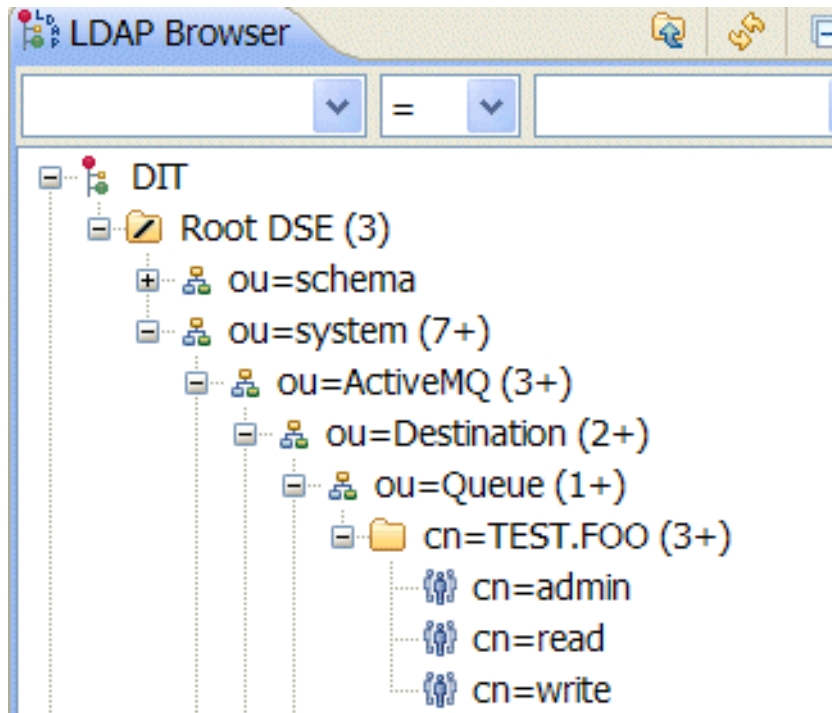 LDAP Browser
=
DIT
Root DSE (3)
ou=schema
ou=system (7+)
ou=ActiveMQ (3+)
ou=Destination (2+)
ou=Queue (1+)
cn=TEST.FOO (3+)
cn=admin
cn=read
cn=write